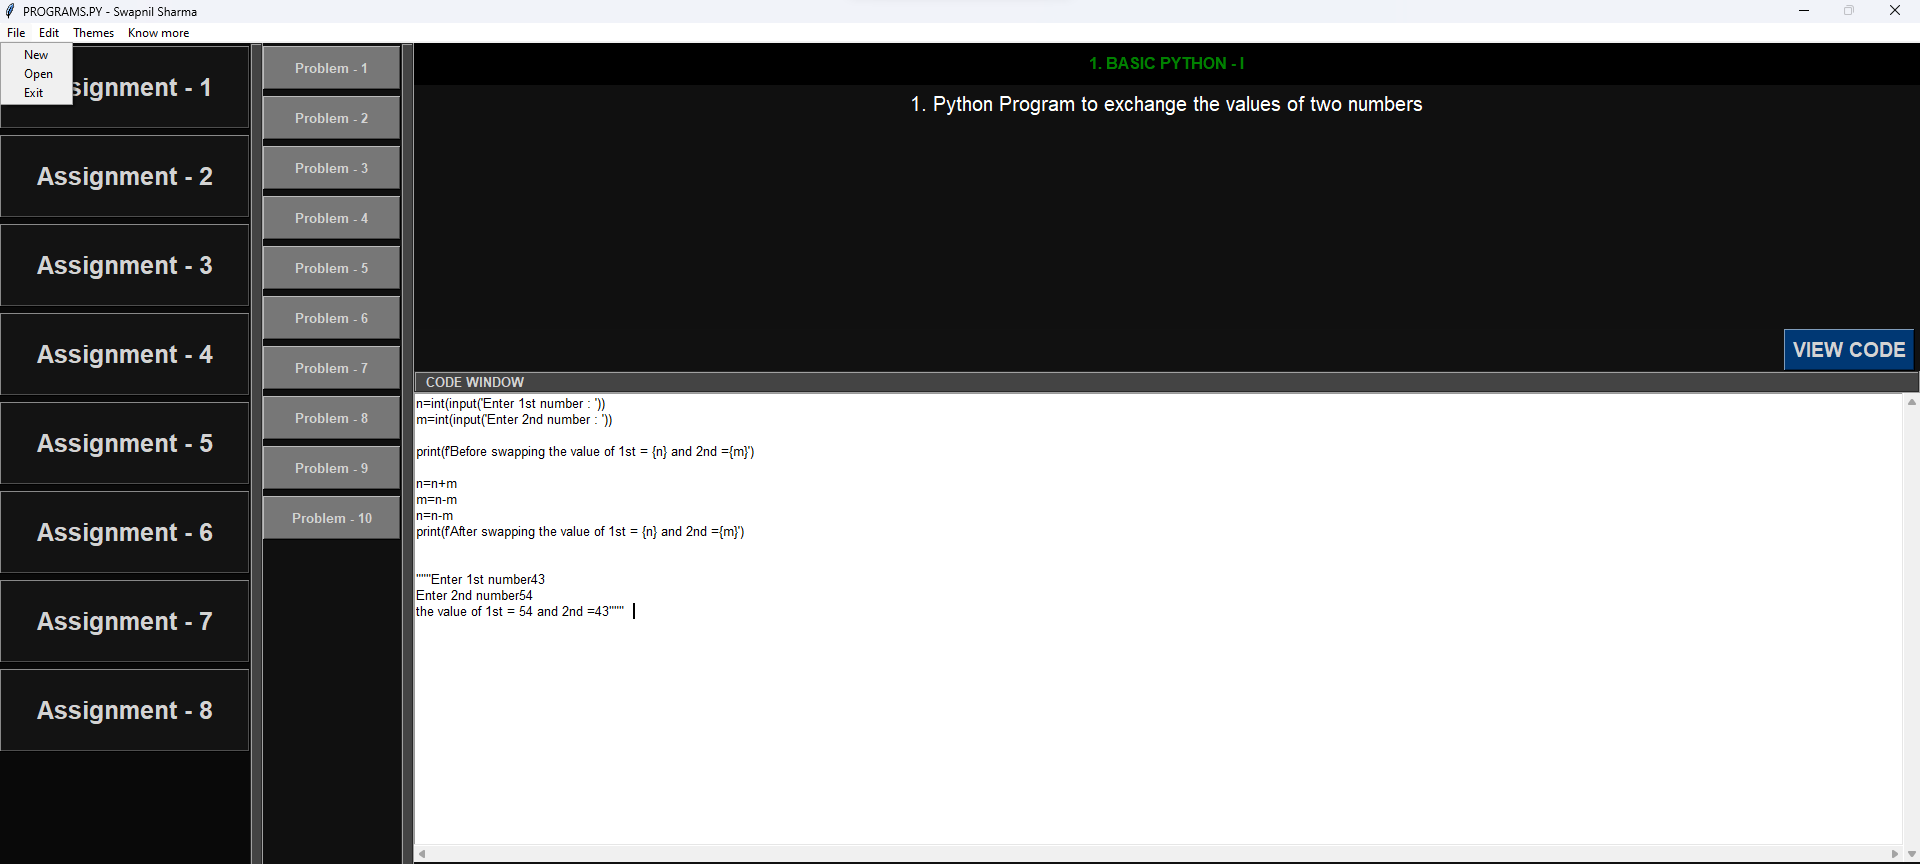 PROGRAMS.PY - Swapnil Sharma
File Edit Themes Know more
New
Open
Exit
signment - 1
Assignment - 2
Assignment - 3
Assignment - 4
Assignment - 5
Assignment - 6
Assignment - 7
Assignment - 8
Problem - 1
Problem - 2
Problem - 3
Problem - 4
Problem - 5
Problem - 6
Problem - 7
Problem - 8
Problem - 9
Problem - 10
1. BASIC PYTHON - I
1. Python Program to exchange the values of two numbers
VIEW CODE
CODE WINDOW
n=int(input('Enter 1st number : '))
m=int(input('Enter 2nd number : '))
print(f'Before swapping the value of 1st = {n} and 2nd ={m}')
n=n+m
m=n-m
n=n-m
print(f'After swapping the value of 1st = {n} and 2nd ={m}')
"""Enter 1st number43
Enter 2nd number54
the value of 1st = 54 and 2nd =43"""